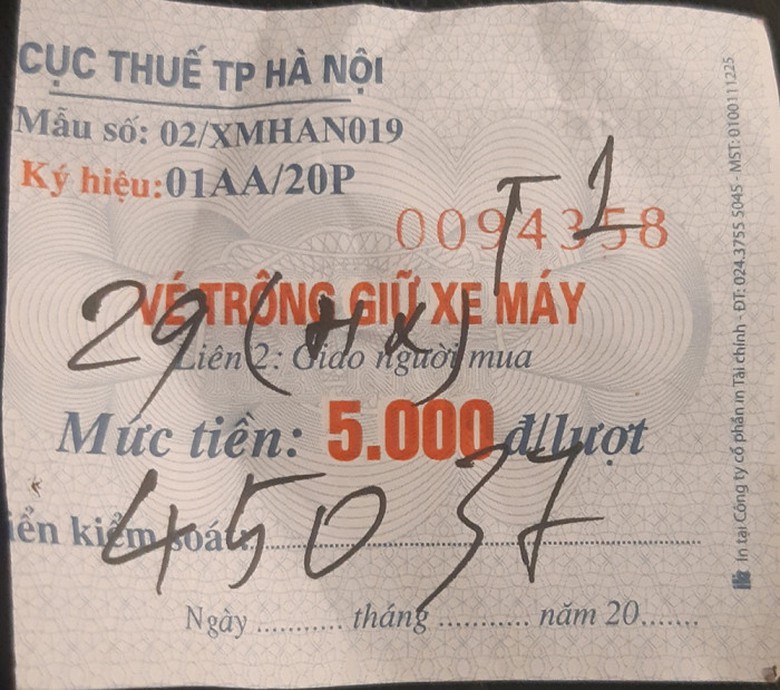 CỤC THUẾ TP HÀ NỘI
Mẫu số: 02/XMHAN019
Ký hiệu:01AA/20P
T1
0094358
VÉ TRÔNG GIỮ XE MÁY
29 (HX)
Liên 2: Giao người mua
Mức tiền: 5.000 đ/lượt
45037
iển kiểm soát:
Ngày ........... tháng ........... năm 20.......
In tại Công ty cổ phần in Tài chính - ĐT: 024.3755 5045 - MST: 0100111225